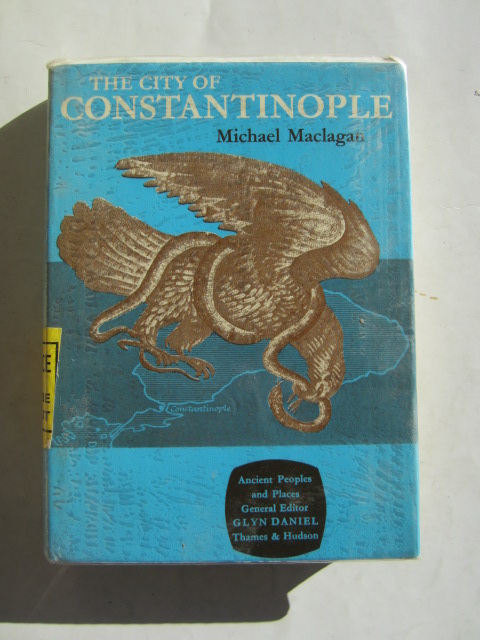 THE CITY OF
CONSTANTINOPLE
Michael Maclagan
Constantinople
Ancient Peoples
and Places
General Editor
GLYN DANIEL
Thames & Hudson